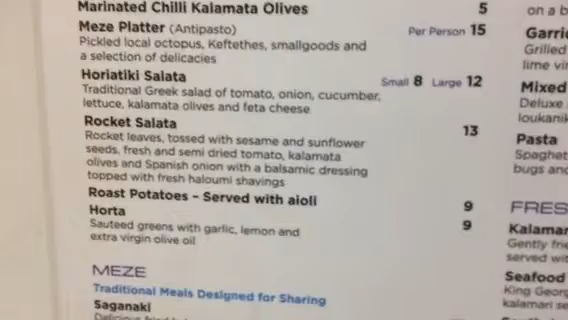 Marinated Chilli Kalamata Olives 5
Meze Platter (Antipasto) Per Person 15
Pickled local octopus, Keftethes, smallgoods and
a selection of delicacies
Horiatiki Salata Small 8 Large 12
Traditional Greek salad of tomato, onion, cucumber,
lettuce, kalamata olives and feta cheese
Rocket Salata 13
Rocket leaves, tossed with sesame and sunflower
seeds, fresh and semi dried tomato, kalamata
olives and Spanish onion with a balsamic dressing
topped with fresh haloumi shavings
Roast Potatoes - Served with aioli 9
Horta 9
Sauteed greens with garlic, lemon and
extra virgin olive oil
MEZE
Traditional Meals Designed for Sharing
Saganaki
on a b
Grilled
lime vi
Mixed
Deluxe
loukanik
Pasta
Spaghet
bugs and
FRES
Kalamar
Gently frie
served wit
Seafood
King Georg
kalamari se